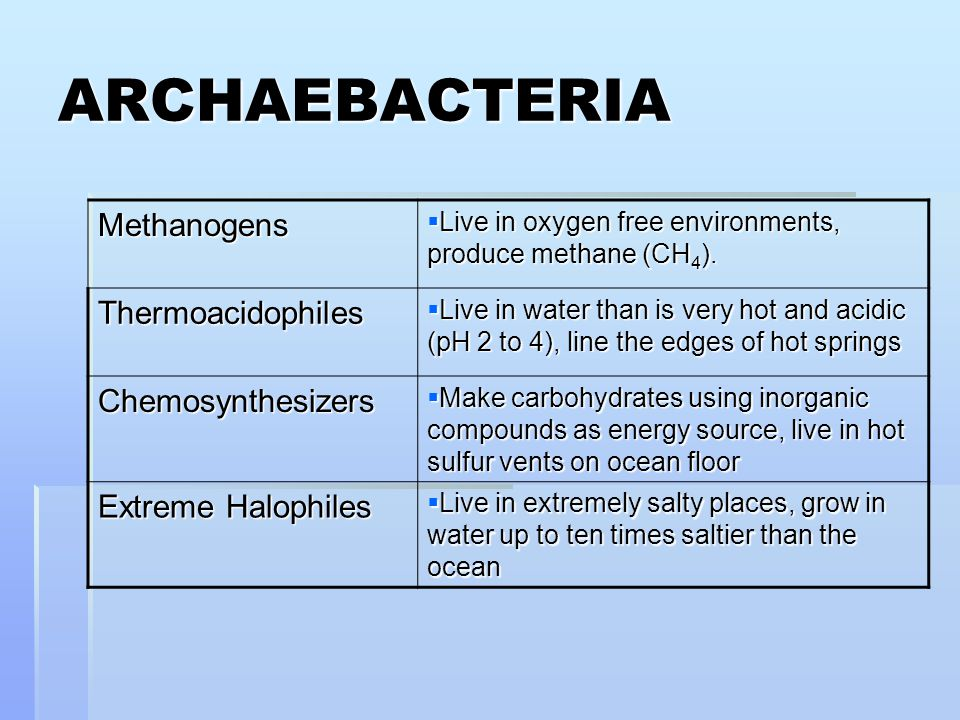 ARCHAEBACTERIA
Methanogens
▪Live in oxygen free environments,
produce methane (CH₄).
Thermoacidophiles
▪Live in water than is very hot and acidic
(pH 2 to 4), line the edges of hot springs
Chemosynthesizers
▪Make carbohydrates using inorganic
compounds as energy source, live in hot
sulfur vents on ocean floor
Extreme Halophiles
▪Live in extremely salty places, grow in
water up to ten times saltier than the
ocean